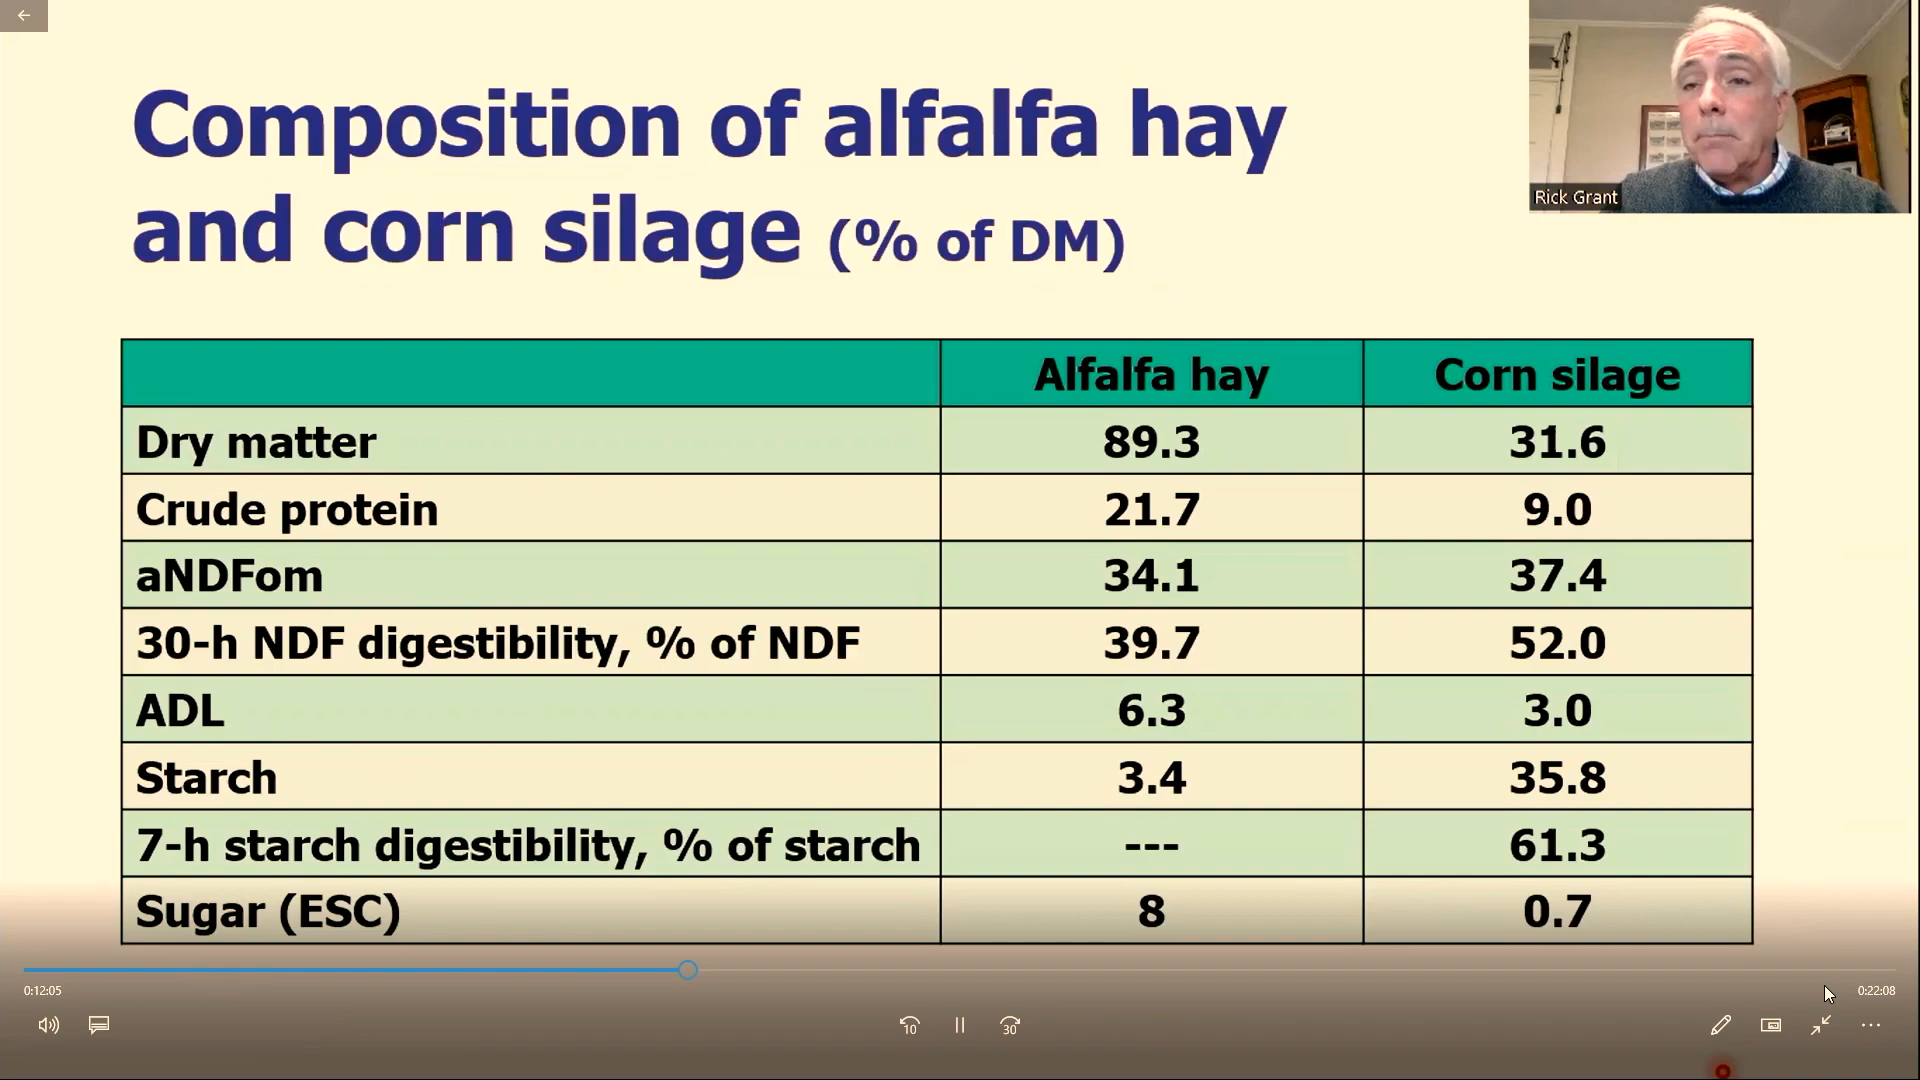 Composition of alfalfa hay
and corn silage (% of DM)
Rick Grant
Alfalfa hay Corn silage
Dry matter 89.3 31.6
Crude protein 21.7 9.0
aNDFom 34.1 37.4
30-h NDF digestibility, % of NDF 39.7 52.0
ADL 6.3 3.0
Starch 3.4 35.8
7-h starch digestibility, % of starch --- 61.3
Sugar (ESC) 8 0.7
0:12:05 0:22:08
10 30